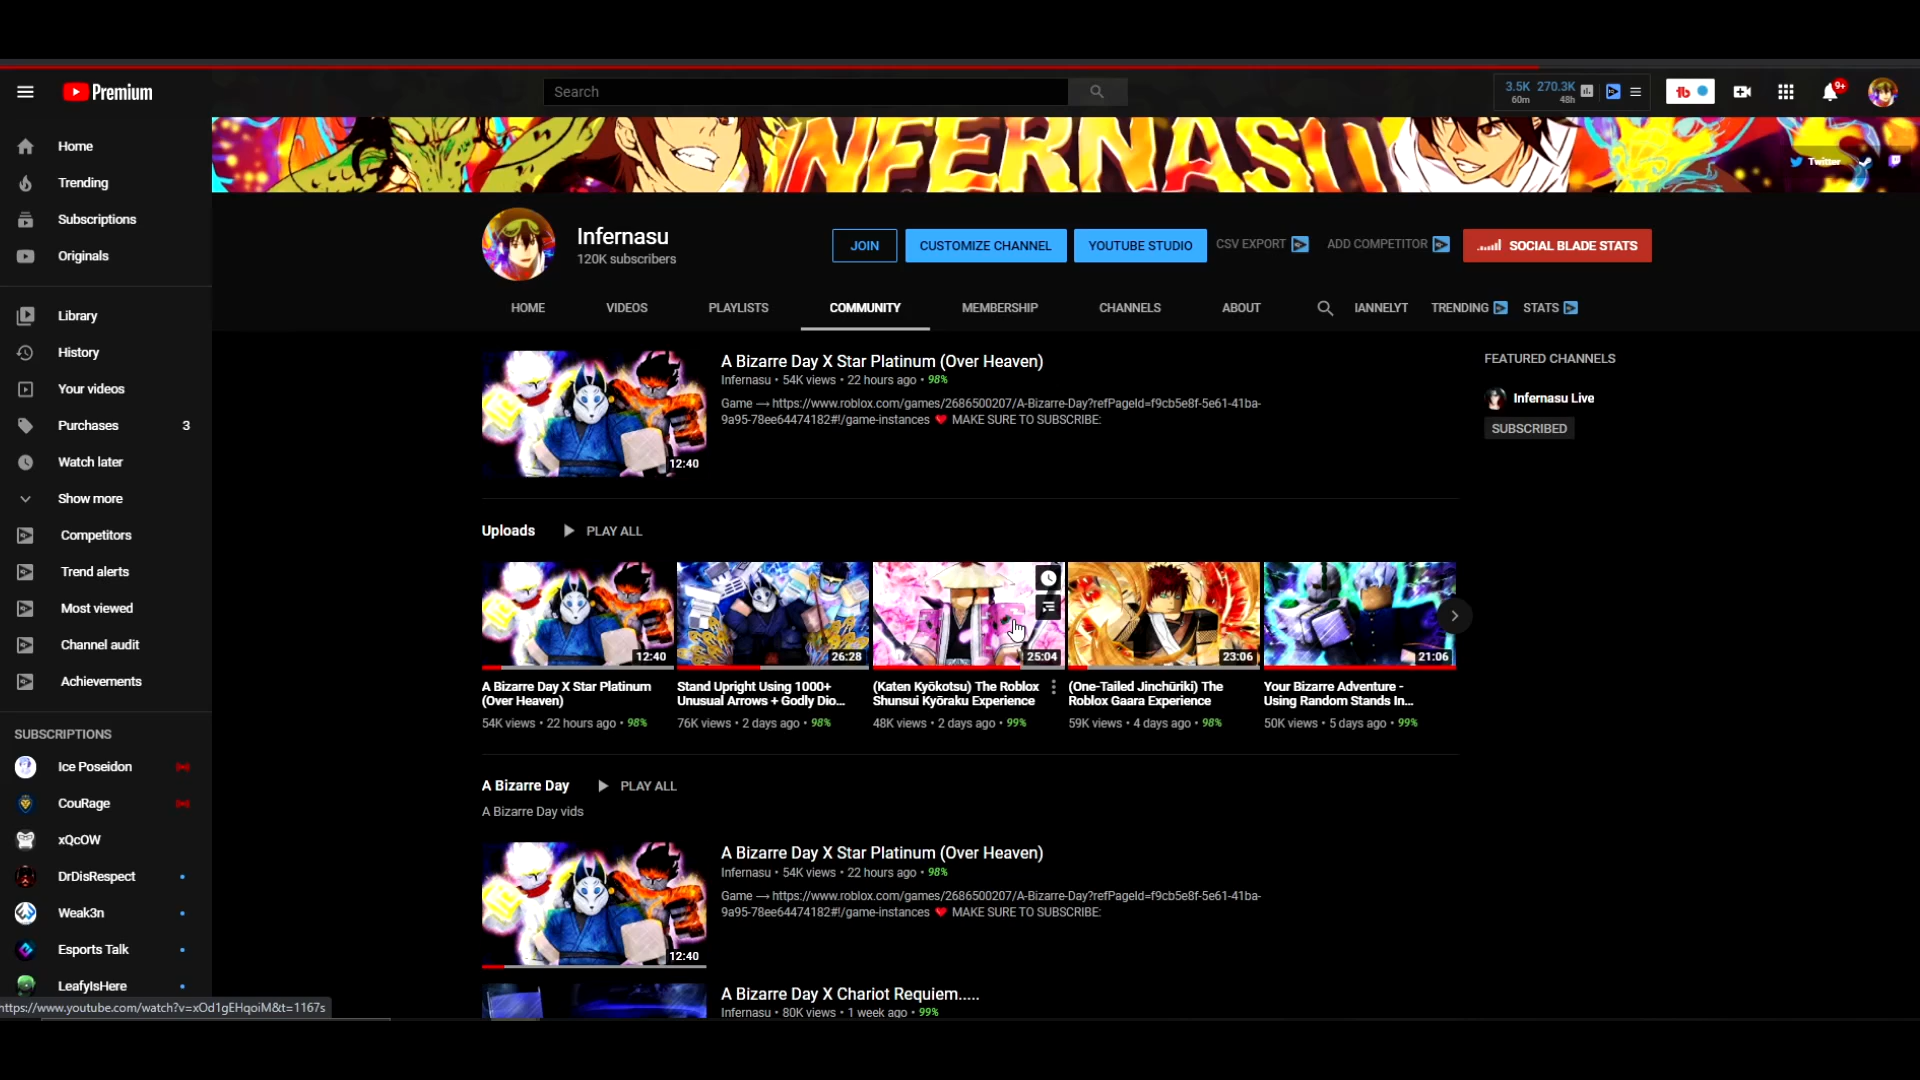 Premium
Search
3.5K 270.3K
60m 48h
9+
Home
Trending
Subscriptions
Originals
Library
History
Your videos
Purchases 3
Watch later
Show more
Competitors
Trend alerts
Most viewed
Channel audit
Achievements
SUBSCRIPTIONS
Ice Poseidon
CouRage
xQcOW
DrDisRespect
Weak3n
Esports Talk
LeafyIsHere
https://www.youtube.com/watch?v=xOd1gEHqoiM&t=1167s
INFERNASU
Twitter
Infernasu
120K subscribers
JOIN CUSTOMIZE CHANNEL YOUTUBE STUDIO CSV EXPORT ADD COMPETITOR SOCIAL BLADE STATS
HOME VIDEOS PLAYLISTS COMMUNITY MEMBERSHIP CHANNELS ABOUT IANNELYT TRENDING STATS
12:40
A Bizarre Day X Star Platinum (Over Heaven)
Infernasu • 54K views • 22 hours ago • 98%
Game → https://www.roblox.com/games/2686500207/A-Bizarre-Day?refPageId=f9cb5e8f-5e61-41ba-
9a95-78ee64474182#!/game-instances ❤️ MAKE SURE TO SUBSCRIBE:
FEATURED CHANNELS
Infernasu Live
SUBSCRIBED
Uploads PLAY ALL
12:40 26:28 25:04 23:06 21:06
A Bizarre Day X Star Platinum
(Over Heaven)
54K views • 22 hours ago • 98%
Stand Upright Using 1000+
Unusual Arrows + Godly Dio...
76K views • 2 days ago • 98%
(Katen Kyōkotsu) The Roblox
Shunsui Kyōraku Experience
48K views • 2 days ago • 99%
(One-Tailed Jinchūriki) The
Roblox Gaara Experience
59K views • 4 days ago • 98%
Your Bizarre Adventure -
Using Random Stands In...
50K views • 5 days ago • 99%
A Bizarre Day PLAY ALL
A Bizarre Day vids
12:40
A Bizarre Day X Star Platinum (Over Heaven)
Infernasu • 54K views • 22 hours ago • 98%
Game → https://www.roblox.com/games/2686500207/A-Bizarre-Day?refPageId=f9cb5e8f-5e61-41ba-
9a95-78ee64474182#!/game-instances ❤️ MAKE SURE TO SUBSCRIBE:
A Bizarre Day X Chariot Requiem.....
Infernasu • 80K views • 1 week ago • 99%